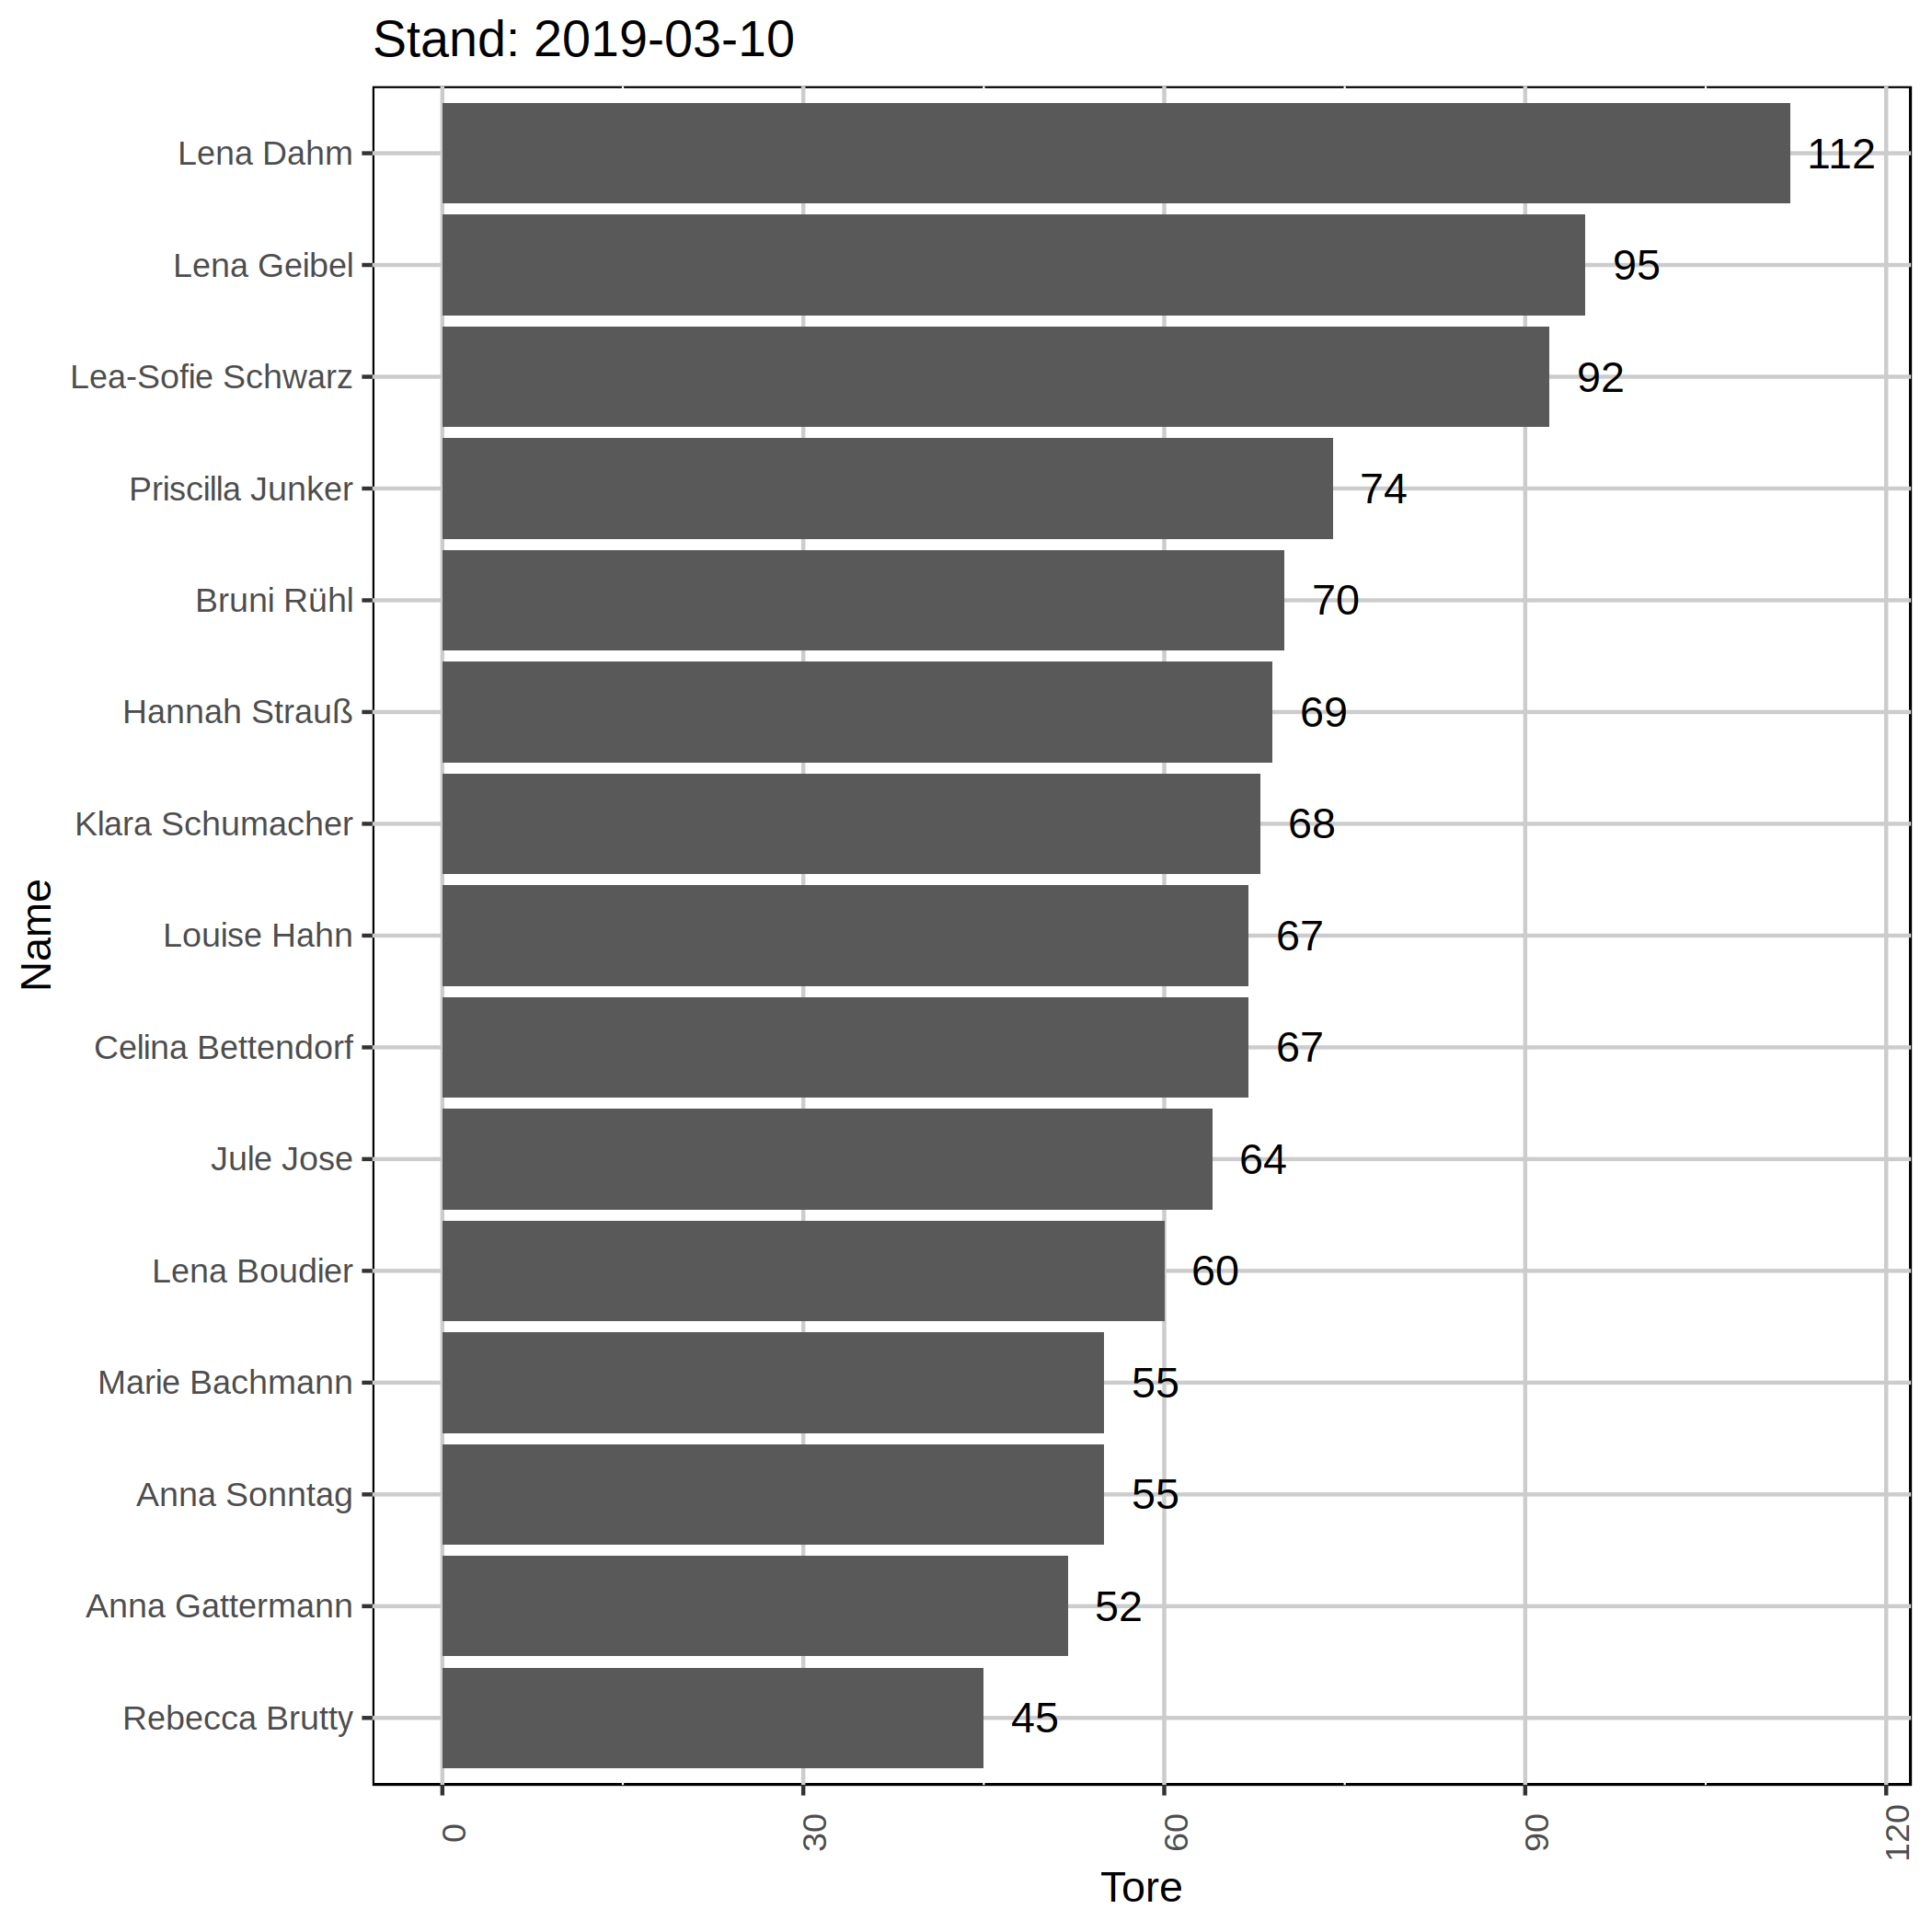 Stand: 2019-03-10
Name
Lena Dahm 112
Lena Geibel 95
Lea-Sofie Schwarz 92
Priscilla Junker 74
Bruni Rühl 70
Hannah Strauß 69
Klara Schumacher 68
Louise Hahn 67
Celina Bettendorf 67
Jule Jose 64
Lena Boudier 60
Marie Bachmann 55
Anna Sonntag 55
Anna Gattermann 52
Rebecca Brutty 45
0 30 60 90 120
Tore